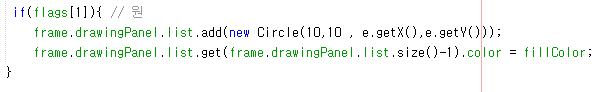 if(flags[1]){ // 원
frame.drawingPanel.list.add(new Circle(10,10 , e.getX(),e.getY()));
frame.drawingPanel.list.get(frame.drawingPanel.list.size()-1).color = fillColor;
}